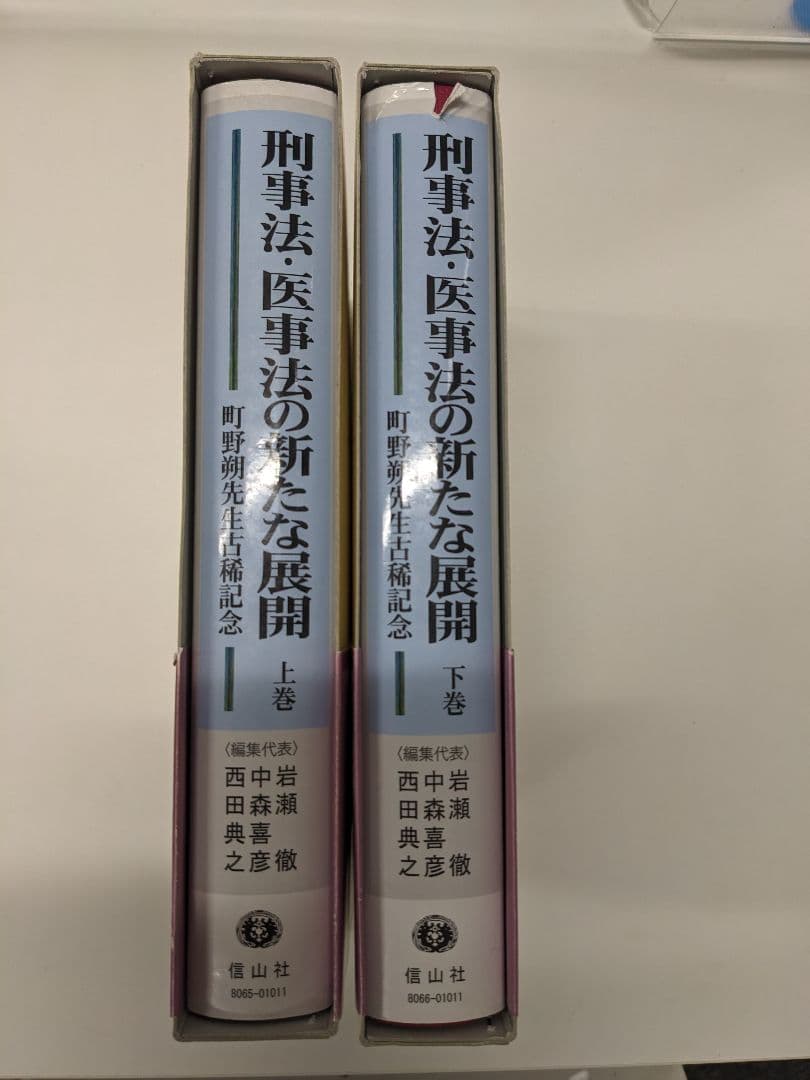 刑事法・医事法の新たな展開
町野朔先生古稀記念
上巻
〈編集代表〉
岩瀬徹
中森喜彦
西田典之
信山社
8065-01011
刑事法・医事法の新たな展開
町野朔先生古稀記念
下巻
〈編集代表〉
岩瀬徹
中森喜彦
西田典之
信山社
8066-01011